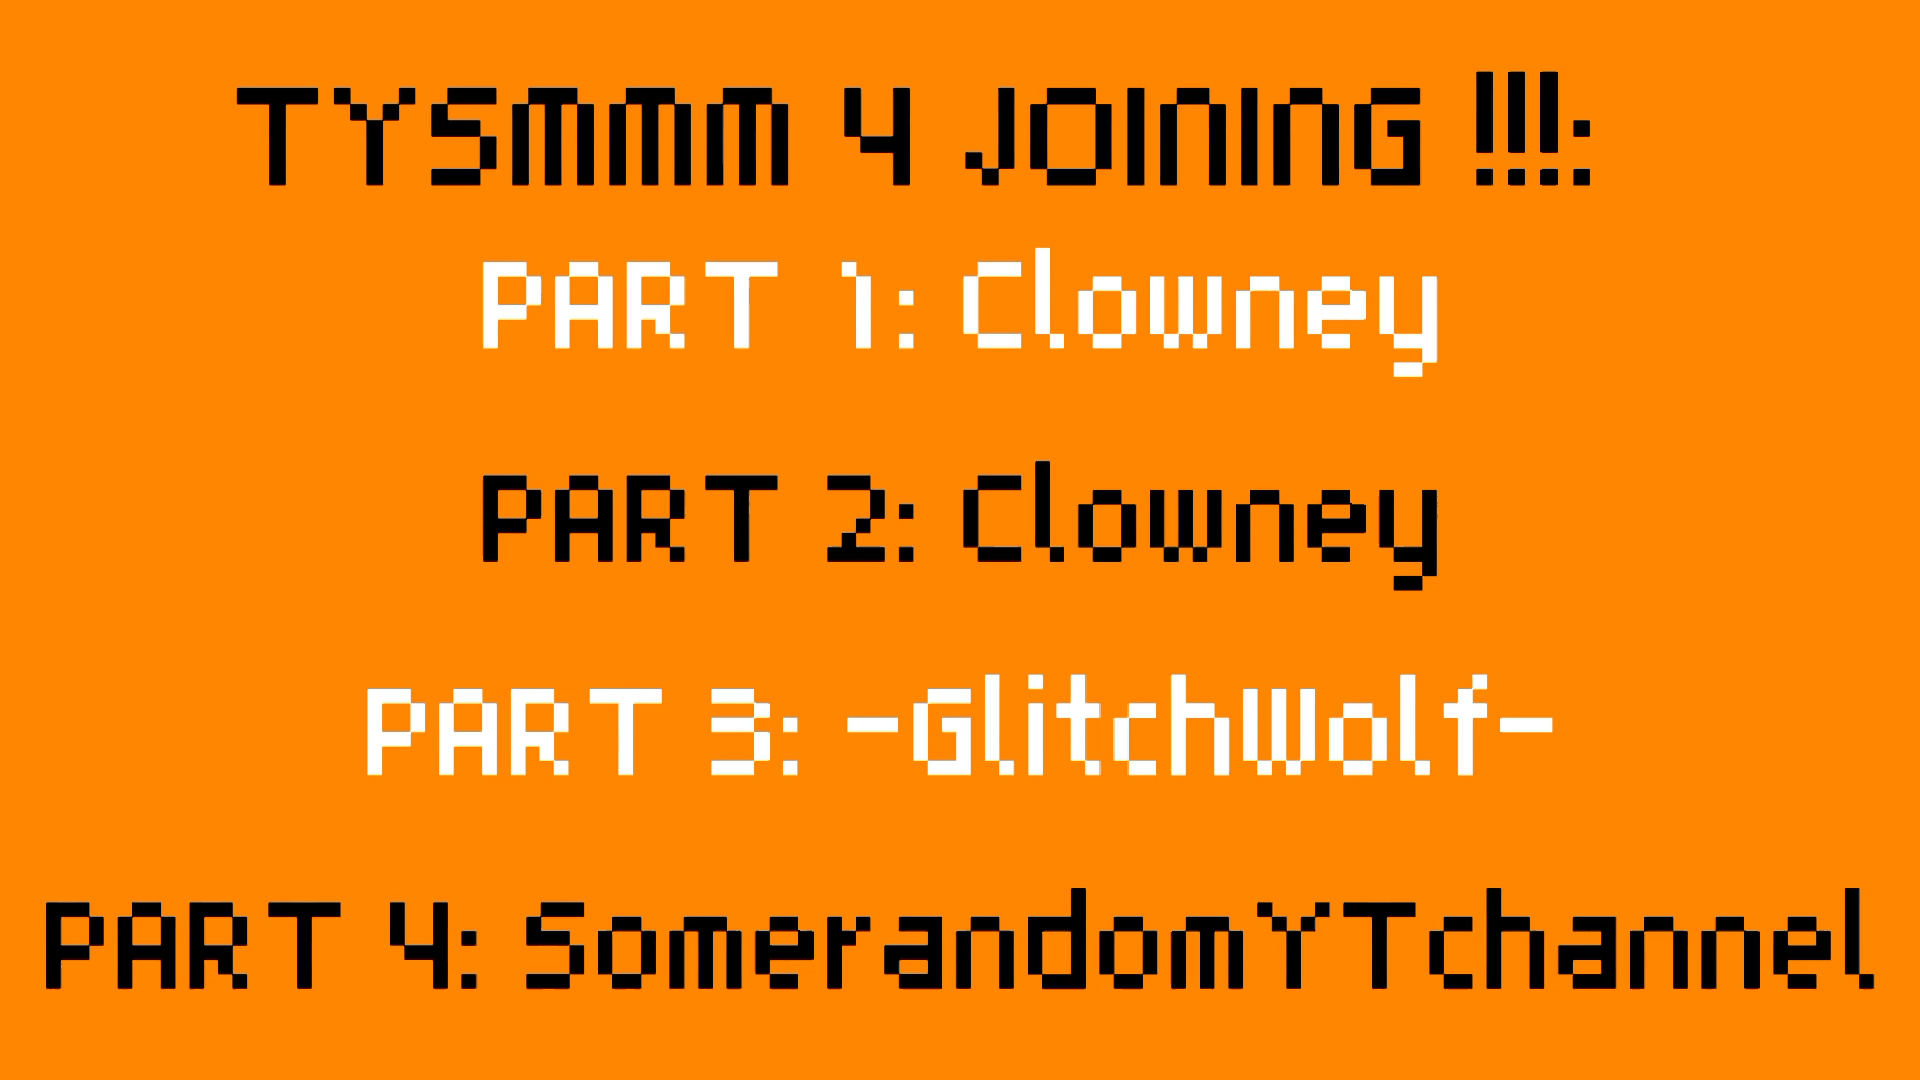 TYSMMM 4 JOINING !!!:
PART 1: Clowney
PART 2: Clowney
PART 3: -GlitchWolf-
PART 4: SomerandomYTchannel